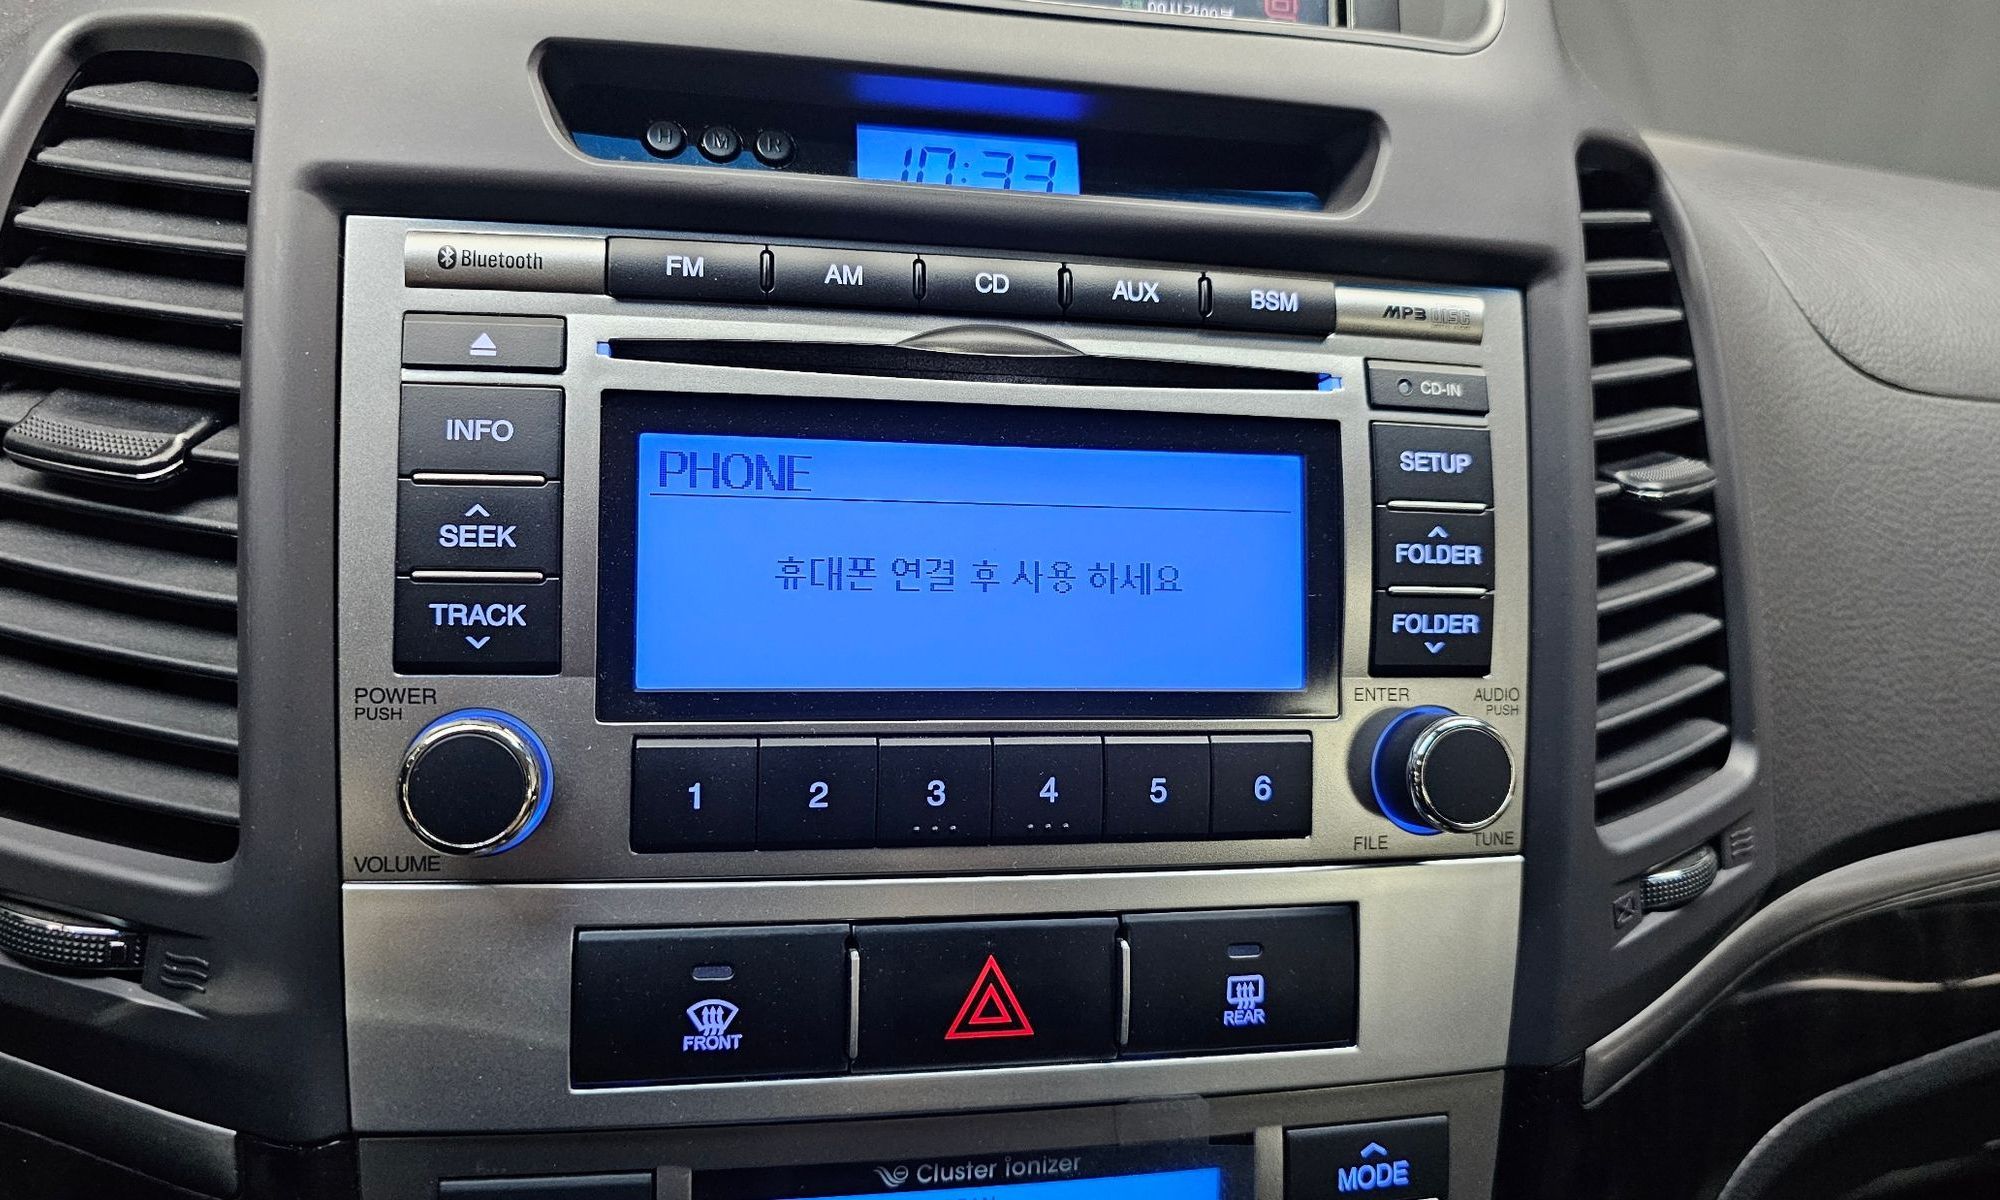 H M R
10:33
Bluetooth
FM AM CD AUX BSM
MP3 DISC
CD-IN
INFO
SEEK
TRACK
PHONE
휴대폰 연결 후 사용 하세요
SETUP
FOLDER
FOLDER
POWER
PUSH
VOLUME
1 2 3 4 5 6
ENTER
AUDIO
PUSH
FILE
TUNE
FRONT
REAR
Cluster ionizer
MODE